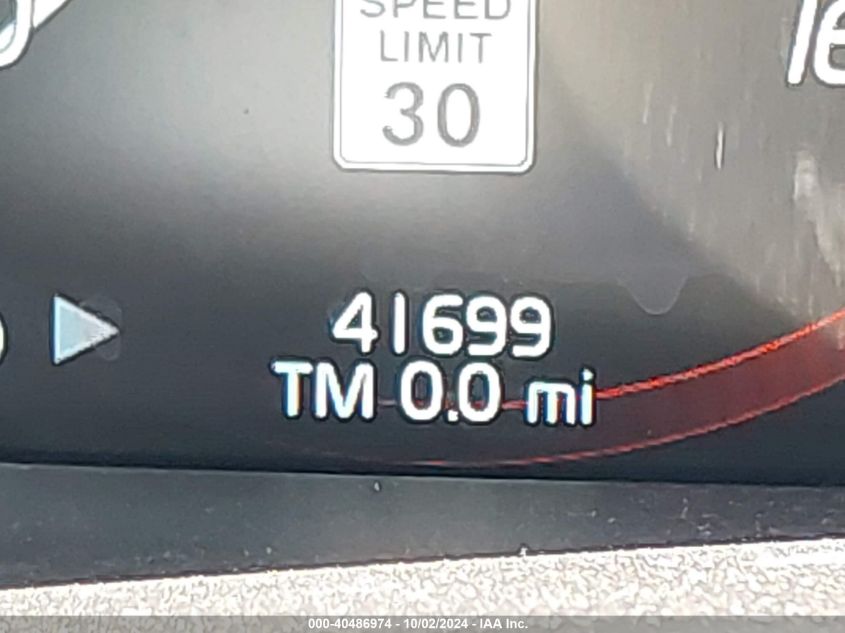 SPEED
LIMIT
30
41699
TM 0.0 mi
000-40486974 - 10/02/2024 - IAA Inc.